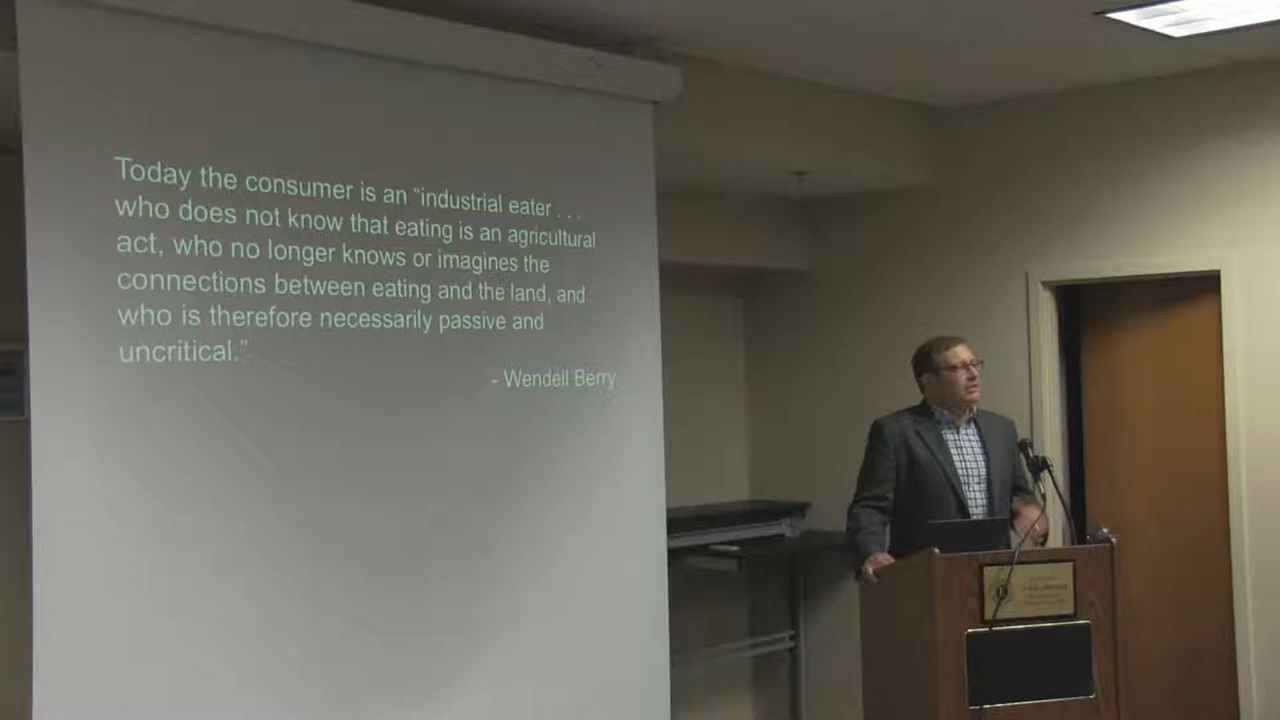 Today the consumer is an “industrial eater . . .
who does not know that eating is an agricultural
act, who no longer knows or imagines the
connections between eating and the land, and
who is therefore necessarily passive and
uncritical.”
- Wendell Berry